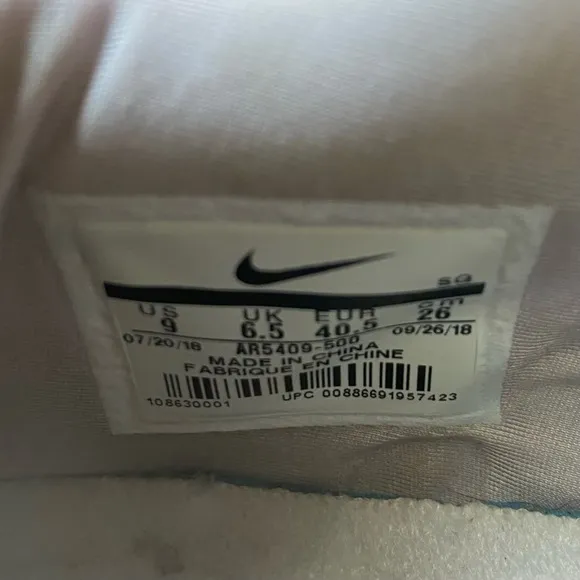 SG
US UK EUR cm
9 6.5 40.5 26
07/20/18 09/26/18
AR5409-500
MADE IN CHINA
FABRIQUE EN CHINE
108630001 UPC 00886691957423